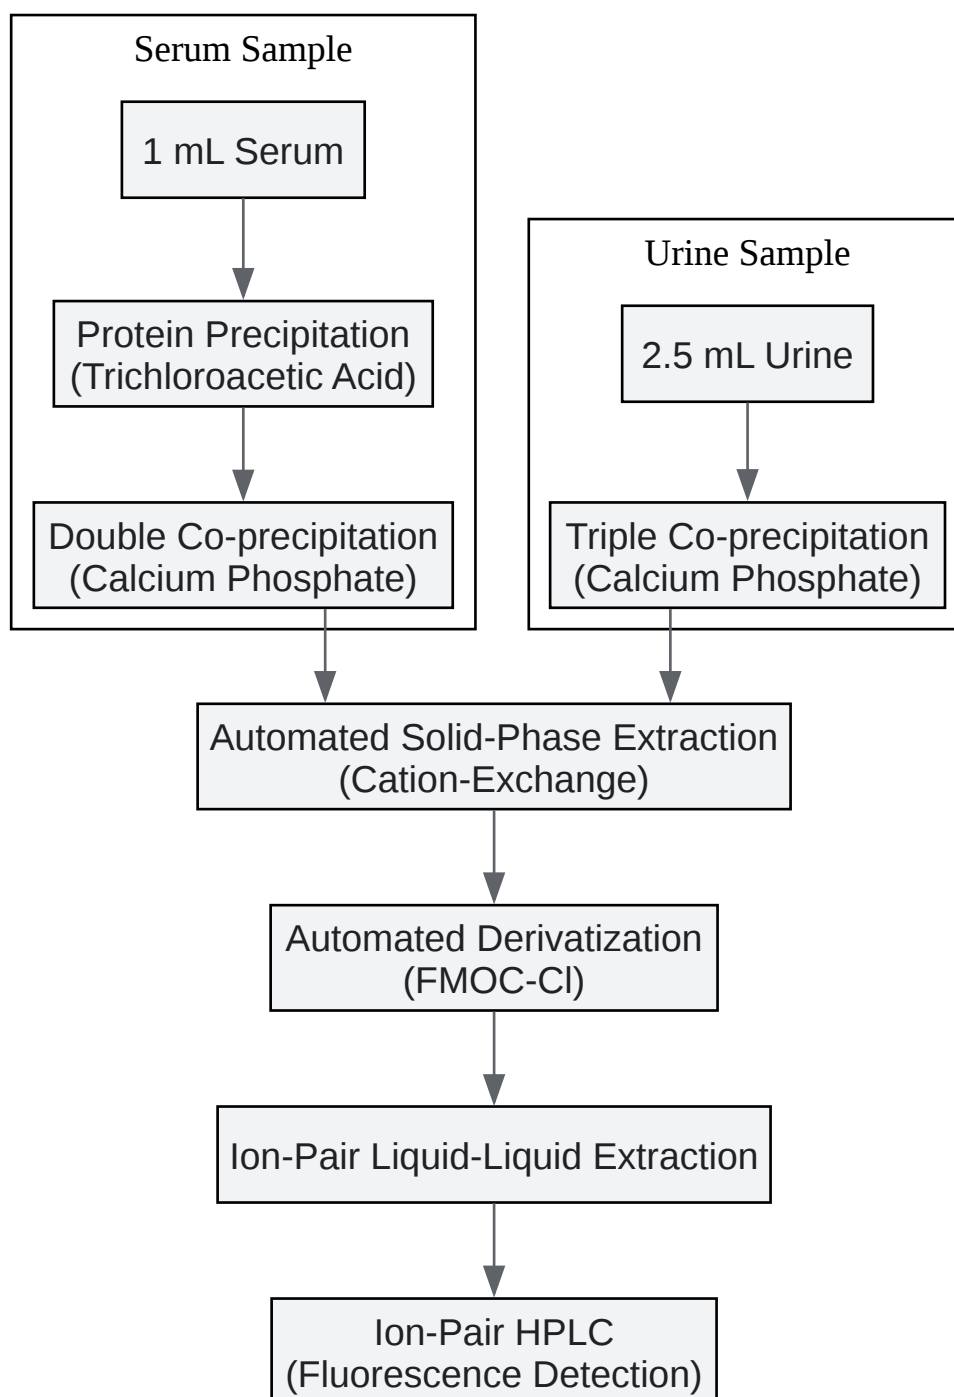 Serum Sample
1 mL Serum
Protein Precipitation
(Trichloroacetic Acid)
Double Co-precipitation
(Calcium Phosphate)
Urine Sample
2.5 mL Urine
Triple Co-precipitation
(Calcium Phosphate)
Automated Solid-Phase Extraction
(Cation-Exchange)
Automated Derivatization
(FMOC-Cl)
Ion-Pair Liquid-Liquid Extraction
Ion-Pair HPLC
(Fluorescence Detection)